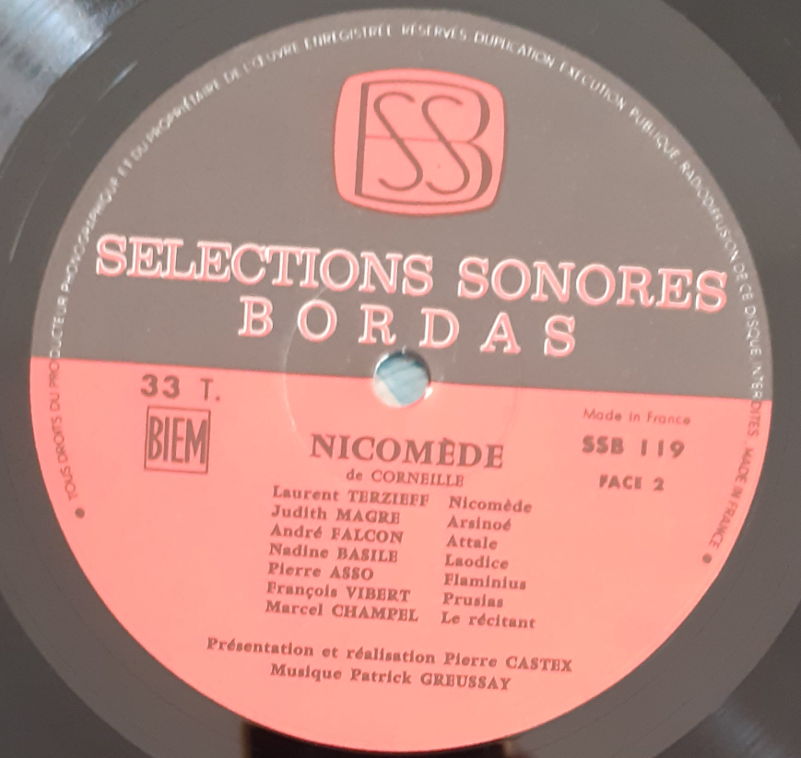 TOUS DROITS DU PRODUCTEUR PHONOGRAPHIQUE ET DU PROPRIÉTAIRE DE L'ŒUVRE ENREGISTRÉE RÉSERVÉS. DUPLICATION EXÉCUTION PUBLIQUE, RADIODIFFUSION DE CE DISQUE INTERDITES. MADE IN FRANCE
SSB
SELECTIONS SONORES
BORDAS
33 T.
BIEM
Made in France
SSB 119
FACE 2
NICOMÈDE
de CORNEILLE
Laurent TERZIEFF Nicomède
Judith MAGRE Arsinoé
André FALCON Attale
Nadine BASILE Laodice
Pierre ASSO Flaminius
François VIBERT Prusias
Marcel CHAMPEL Le récitant
Présentation et réalisation Pierre CASTEX
Musique Patrick GREUSSAY